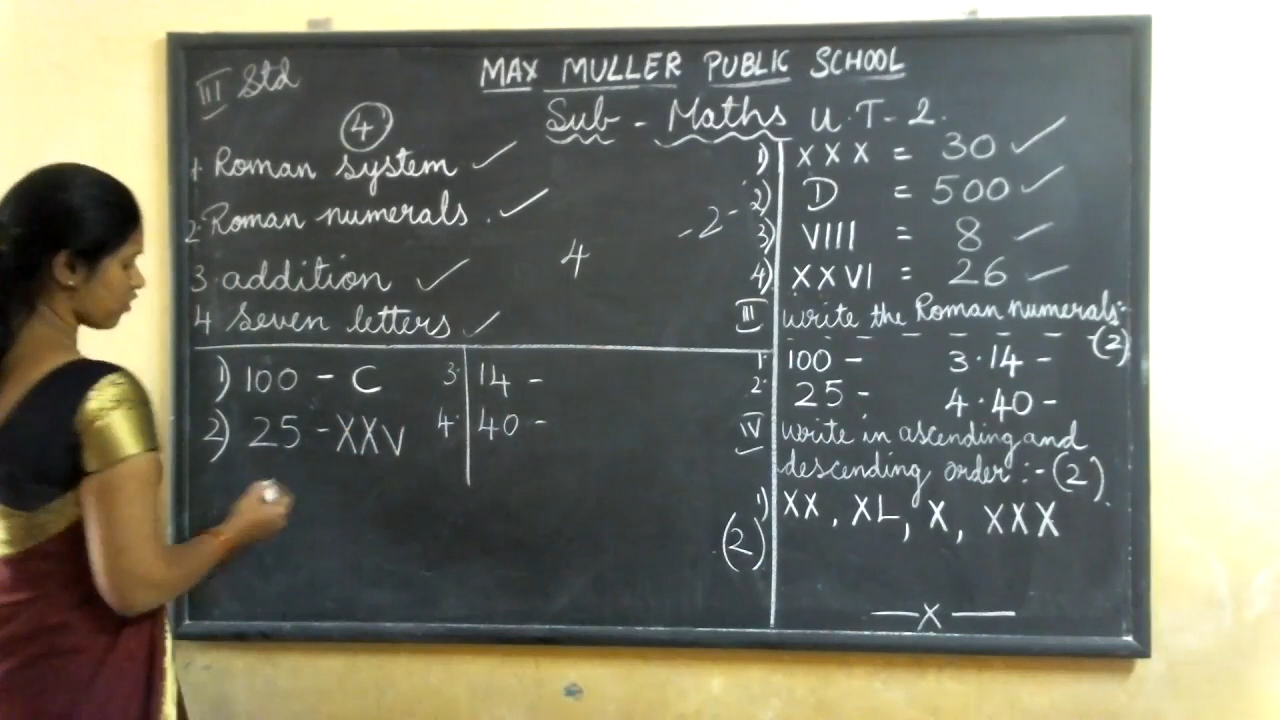 III Std
MAX MULLER PUBLIC SCHOOL
Sub - Maths U.T-2.
4
1 Roman system ✓
2. Roman numerals. ✓
3. addition ✓
4 Seven letters ✓
4
-2-
1) 100 - C
2) 25 - XXV
3. 14 -
4. 40 -
1) XXX = 30 ✓
2) D = 500 ✓
3) VIII = 8 ✓
4) XXVI = 26 ✓
III write the Roman numerals:-
-(2)
1. 100 - 3. 14 -
2. 25 - 4. 40 -
IV write in ascending and
descending order :- (2)
1) XX, XL, X, XXX
(2)
—X—